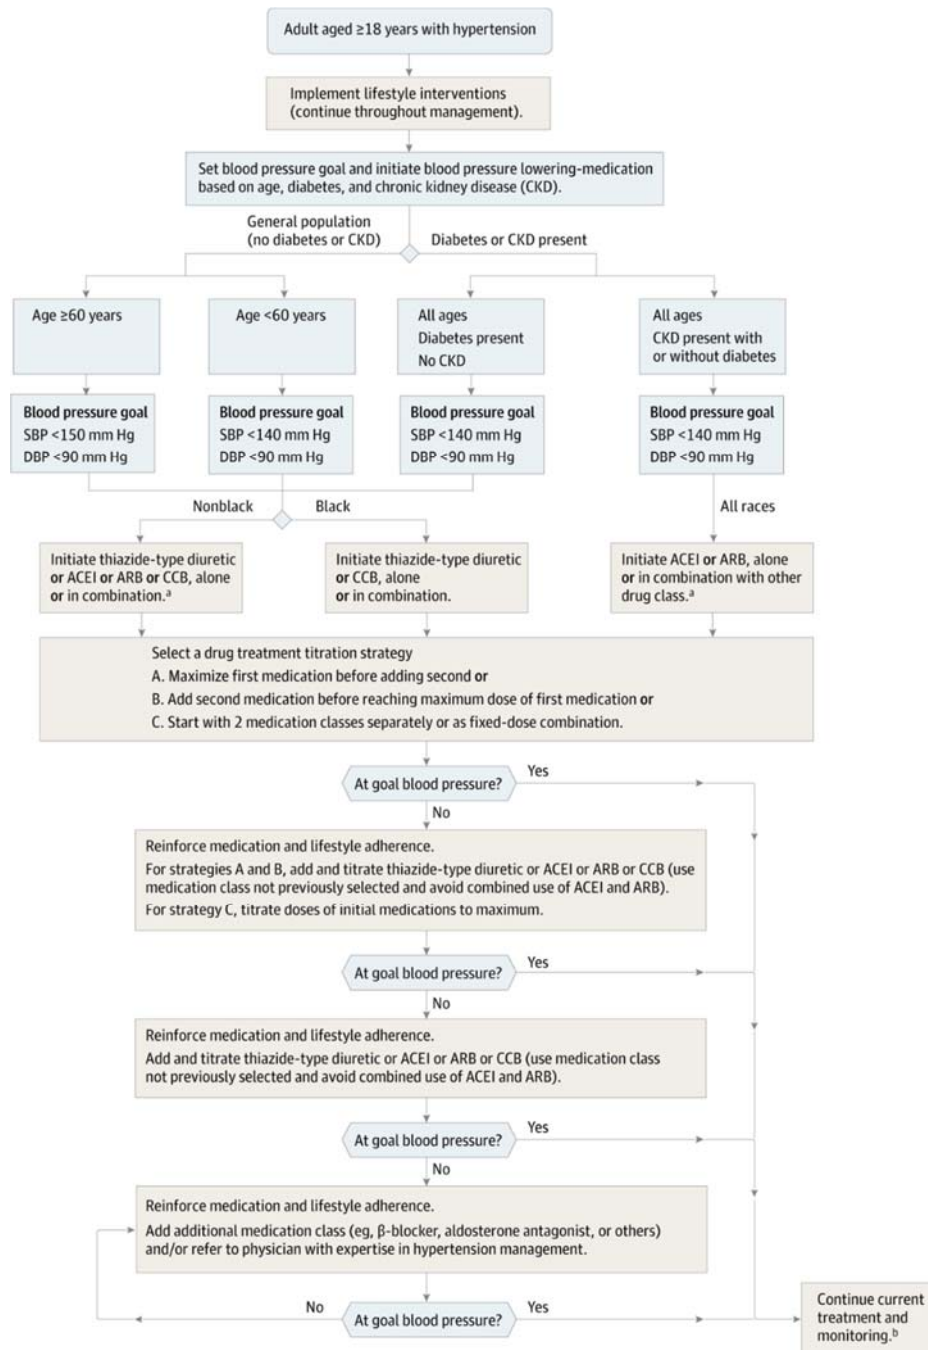 Adult aged ≥18 years with hypertension
Implement lifestyle interventions
(continue throughout management).
Set blood pressure goal and initiate blood pressure lowering-medication
based on age, diabetes, and chronic kidney disease (CKD).
General population
(no diabetes or CKD)
Diabetes or CKD present
Age ≥60 years
Age <60 years
All ages
Diabetes present
No CKD
All ages
CKD present with
or without diabetes
Blood pressure goal
SBP <150 mm Hg
DBP <90 mm Hg
Blood pressure goal
SBP <140 mm Hg
DBP <90 mm Hg
Blood pressure goal
SBP <140 mm Hg
DBP <90 mm Hg
Blood pressure goal
SBP <140 mm Hg
DBP <90 mm Hg
Nonblack
Black
All races
Initiate thiazide-type diuretic
or ACEI or ARB or CCB, alone
or in combination.ᵃ
Initiate thiazide-type diuretic
or CCB, alone
or in combination.
Initiate ACEI or ARB, alone
or in combination with other
drug class.ᵃ
Select a drug treatment titration strategy
A. Maximize first medication before adding second or
B. Add second medication before reaching maximum dose of first medication or
C. Start with 2 medication classes separately or as fixed-dose combination.
At goal blood pressure?
Yes
No
Reinforce medication and lifestyle adherence.
For strategies A and B, add and titrate thiazide-type diuretic or ACEI or ARB or CCB (use
medication class not previously selected and avoid combined use of ACEI and ARB).
For strategy C, titrate doses of initial medications to maximum.
At goal blood pressure?
Yes
No
Reinforce medication and lifestyle adherence.
Add and titrate thiazide-type diuretic or ACEI or ARB or CCB (use medication class
not previously selected and avoid combined use of ACEI and ARB).
At goal blood pressure?
Yes
No
Reinforce medication and lifestyle adherence.
Add additional medication class (eg, β-blocker, aldosterone antagonist, or others)
and/or refer to physician with expertise in hypertension management.
No
At goal blood pressure?
Yes
Continue current
treatment and
monitoring.ᵇ